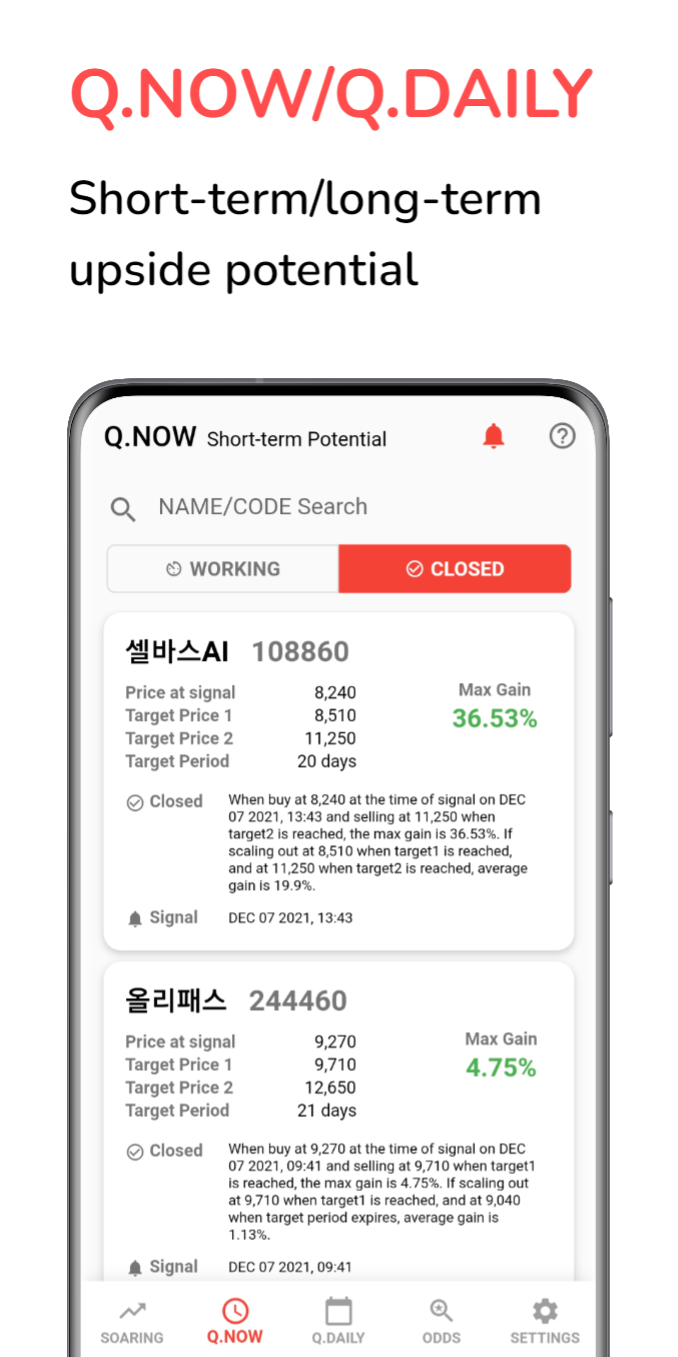 Q.NOW/Q.DAILY
Short-term/long-term
upside potential
Q.NOW Short-term Potential
NAME/CODE Search
WORKING CLOSED
셀바스AI 108860
Price at signal 8,240 Max Gain
Target Price 1 8,510 36.53%
Target Price 2 11,250
Target Period 20 days
Closed When buy at 8,240 at the time of signal on DEC
07 2021, 13:43 and selling at 11,250 when
target2 is reached, the max gain is 36.53%. If
scaling out at 8,510 when target1 is reached,
and at 11,250 when target2 is reached, average
gain is 19.9%.
Signal DEC 07 2021, 13:43
올리패스 244460
Price at signal 9,270 Max Gain
Target Price 1 9,710 4.75%
Target Price 2 12,650
Target Period 21 days
Closed When buy at 9,270 at the time of signal on DEC
07 2021, 09:41 and selling at 9,710 when target1
is reached, the max gain is 4.75%. If scaling out
at 9,710 when target1 is reached, and at 9,040
when target period expires, average gain is
1.13%.
Signal DEC 07 2021, 09:41
SOARING Q.NOW Q.DAILY ODDS SETTINGS